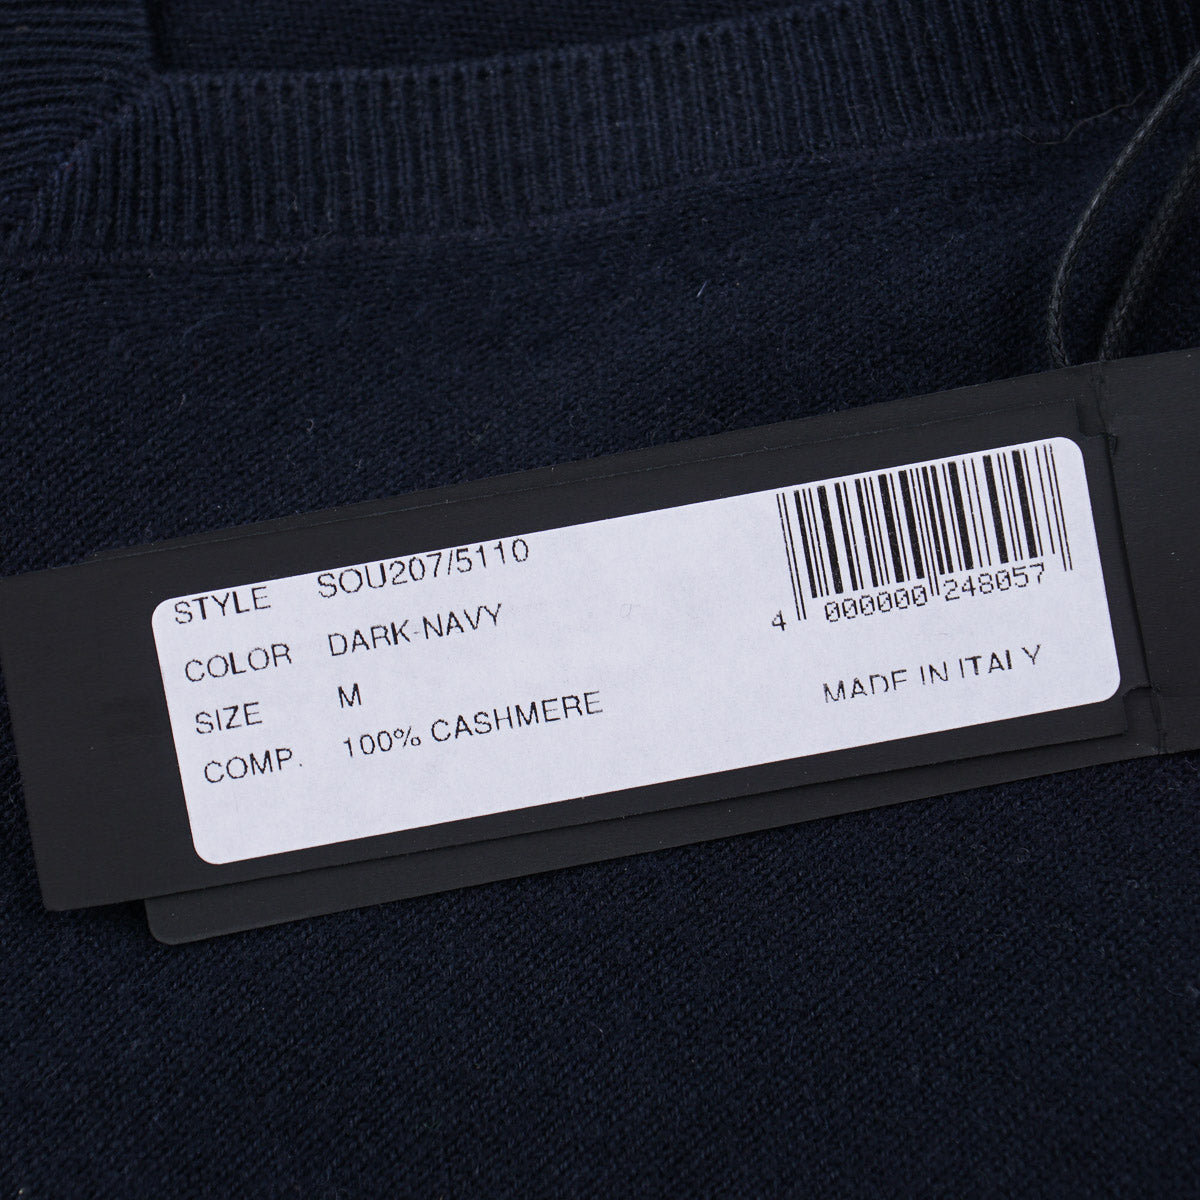 STYLE SOU207/5110
COLOR DARK-NAVY
SIZE M
COMP. 100% CASHMERE
4 000000 248057
MADE IN ITALY